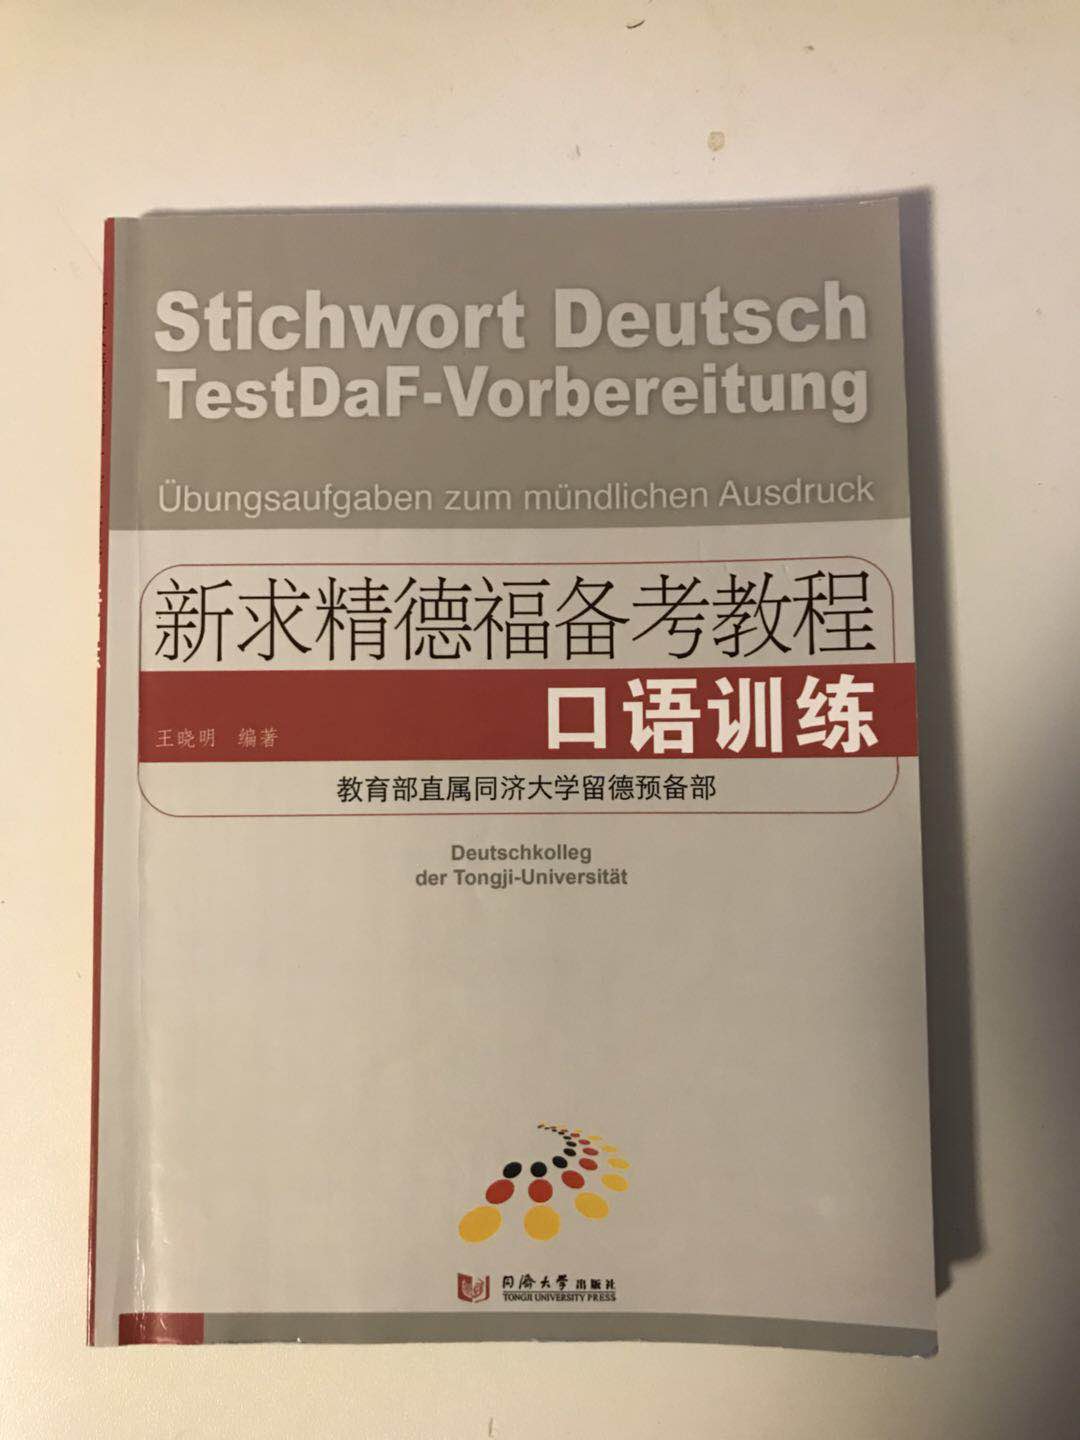 Stichwort Deutsch
TestDaF-Vorbereitung
Übungsaufgaben zum mündlichen Ausdruck
新求精德福备考教程
口语训练
王晓明 编著
教育部直属同济大学留德预备部
Deutschkolleg
der Tongji-Universität
同濟大学出版社
TONGJI UNIVERSITY PRESS